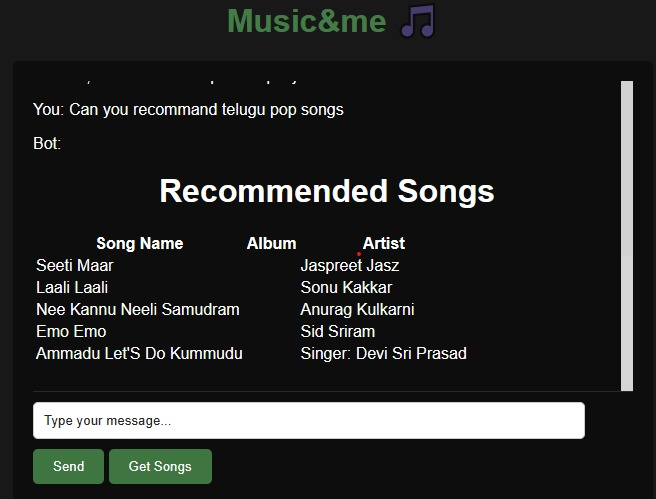 Music&me
You: Can you recommand telugu pop songs
Bot:
Recommended Songs
Song Name Album Artist
Seeti Maar Jaspreet Jasz
Laali Laali Sonu Kakkar
Nee Kannu Neeli Samudram Anurag Kulkarni
Emo Emo Sid Sriram
Ammadu Let'S Do Kummudu Singer: Devi Sri Prasad
Type your message...
Send Get Songs